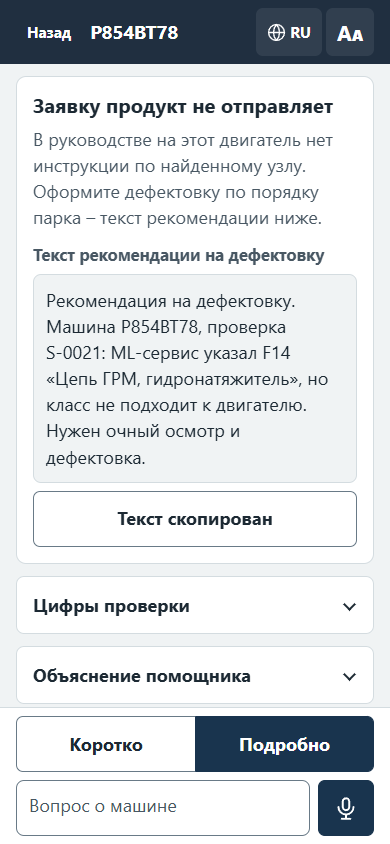 Назад P854BT78 RU Aᴀ
Заявку продукт не отправляет
В руководстве на этот двигатель нет
инструкции по найденному узлу.
Оформите дефектовку по порядку
парка – текст рекомендации ниже.
Текст рекомендации на дефектовку
Рекомендация на дефектовку.
Машина P854BT78, проверка
S-0021: ML-сервис указал F14
«Цепь ГРМ, гидронатяжитель», но
класс не подходит к двигателю.
Нужен очный осмотр и
дефектовка.
Текст скопирован
Цифры проверки
Объяснение помощника
Коротко Подробно
Вопрос о машине